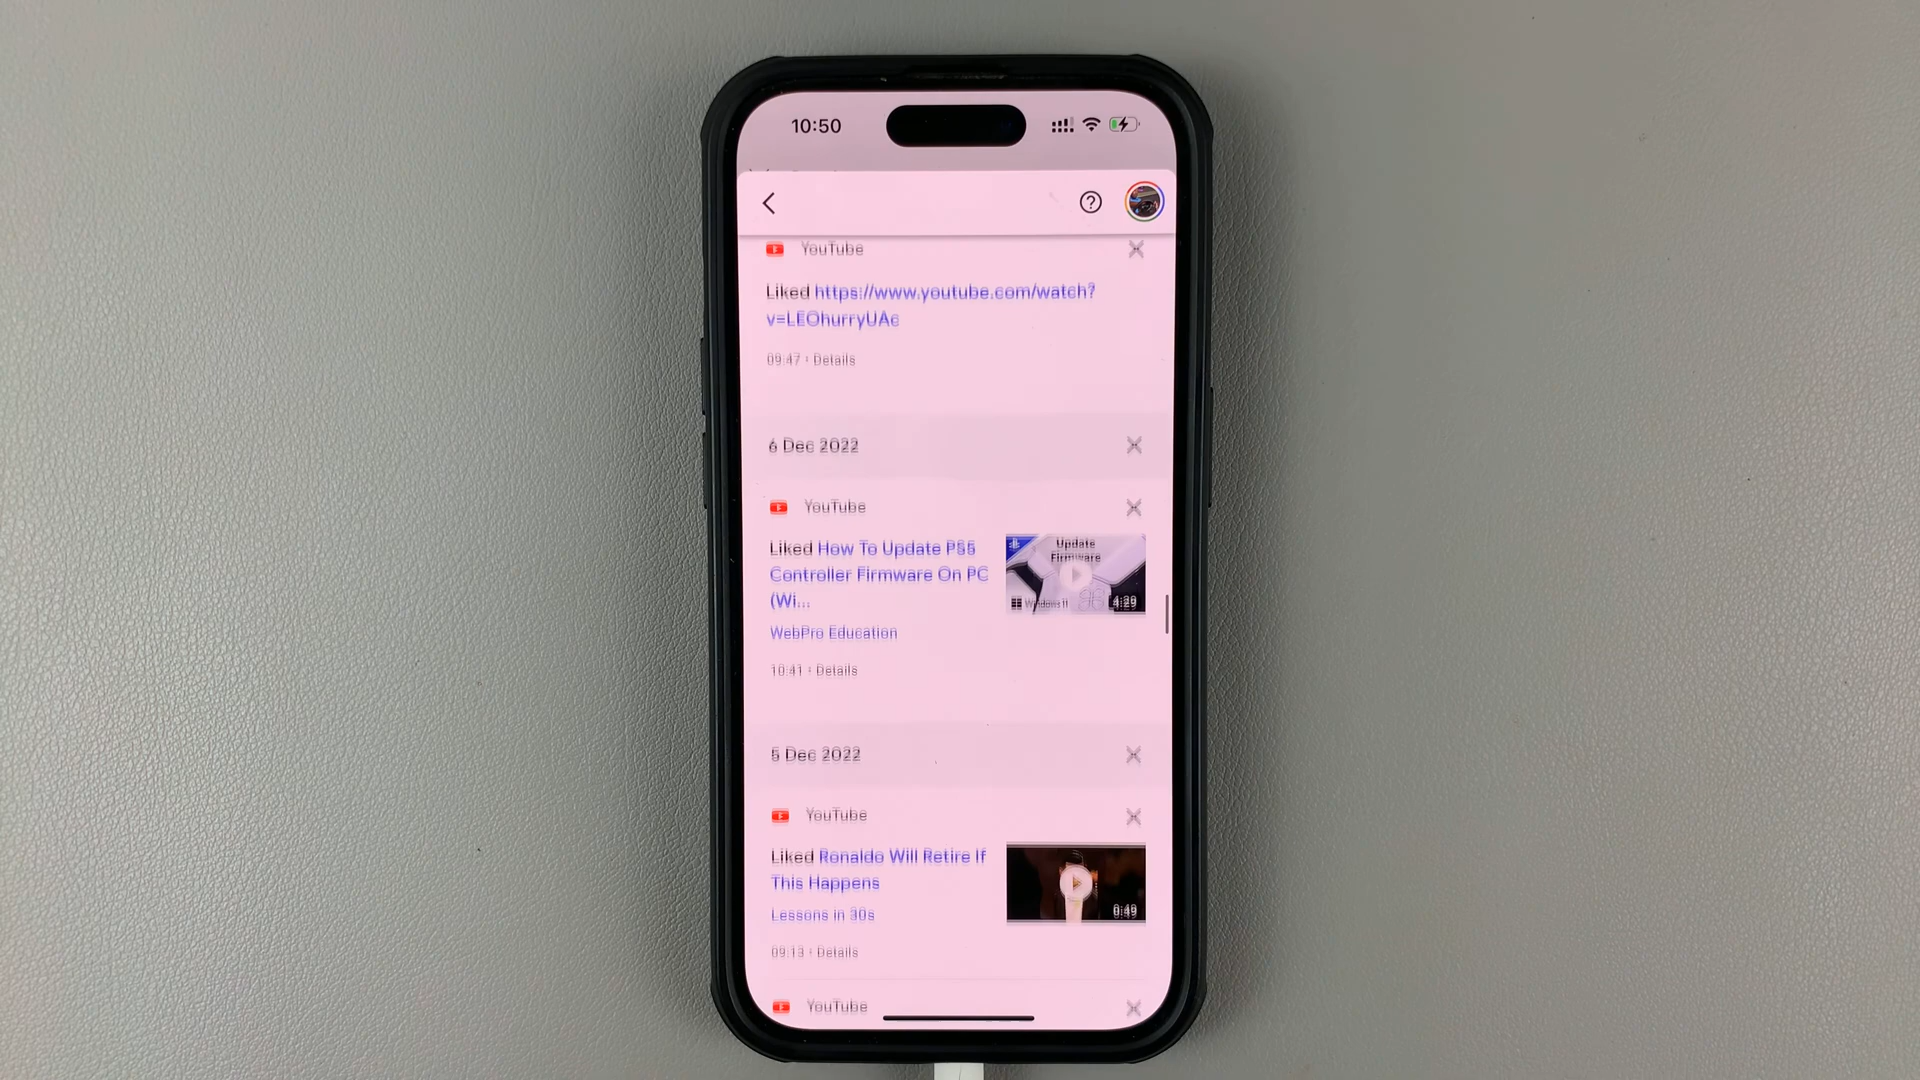 10:50
YouTube
Liked https://www.youtube.com/watch?
v=LEOhurryUAc
09:47 • Details
6 Dec 2022
YouTube
Liked How To Update PS5
Controller Firmware On PC
(Wi...
WebPro Education
10:41 • Details
Update
Firmware
Windows 11
4:29
5 Dec 2022
YouTube
Liked Ronaldo Will Retire If
This Happens
Lessons in 30s
09:13 • Details
0:49
YouTube